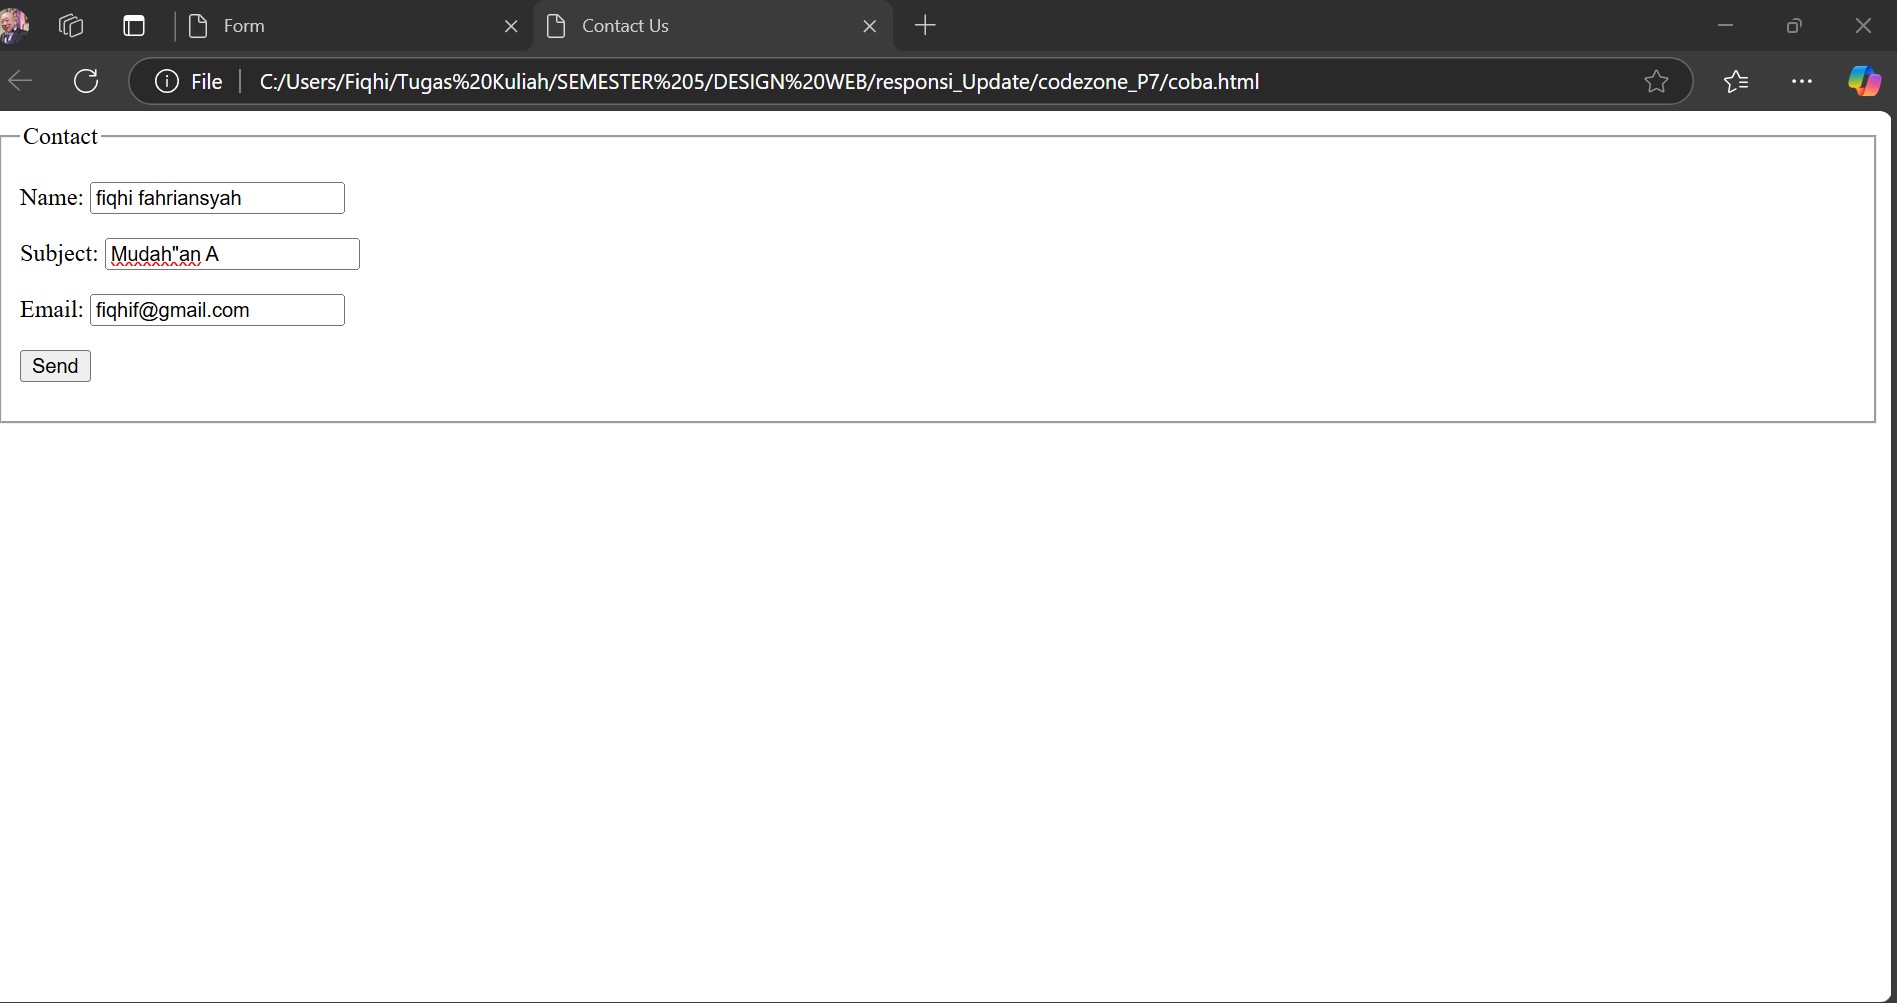 Form
Contact Us
File
C:/Users/Fiqhi/Tugas%20Kuliah/SEMESTER%205/DESIGN%20WEB/responsi_Update/codezone_P7/coba.html
Contact
Name: fiqhi fahriansyah
Subject: Mudah"an A
Email: fiqhif@gmail.com
Send